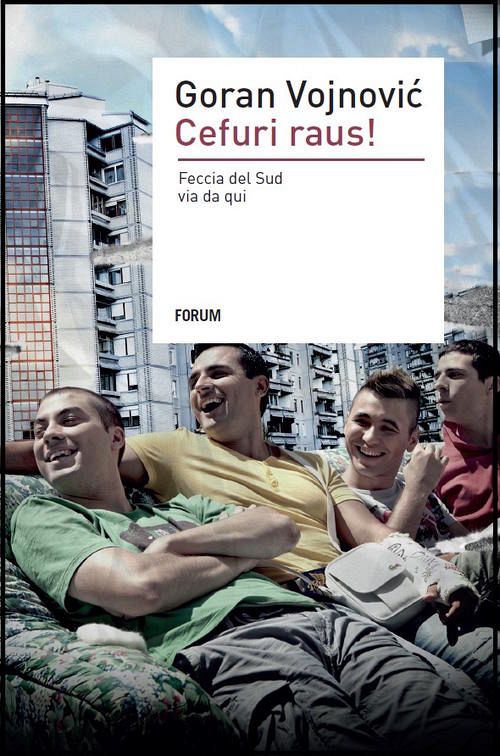 Goran Vojnović
Cefuri raus!
Feccia del Sud
via da qui
FORUM